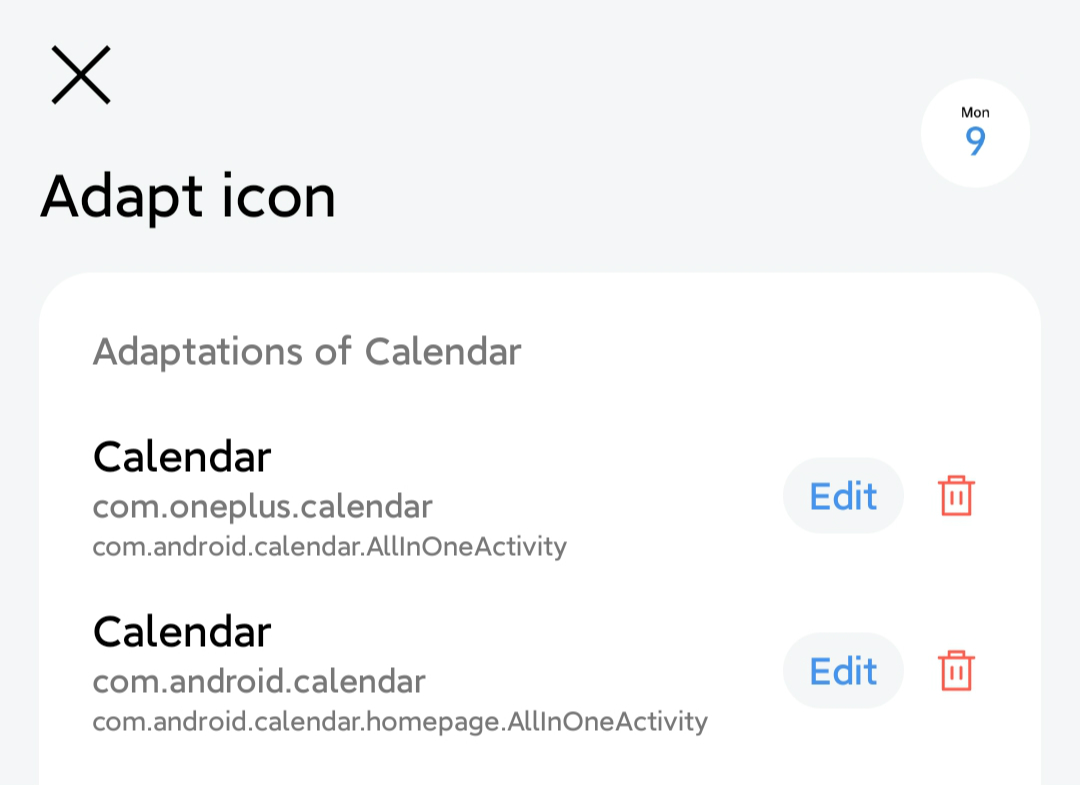 Mon
9
Adapt icon
Adaptations of Calendar
Calendar
com.oneplus.calendar
Edit
com.android.calendar.AllInOneActivity
Calendar
com.android.calendar
Edit
com.android.calendar.homepage.AllInOneActivity